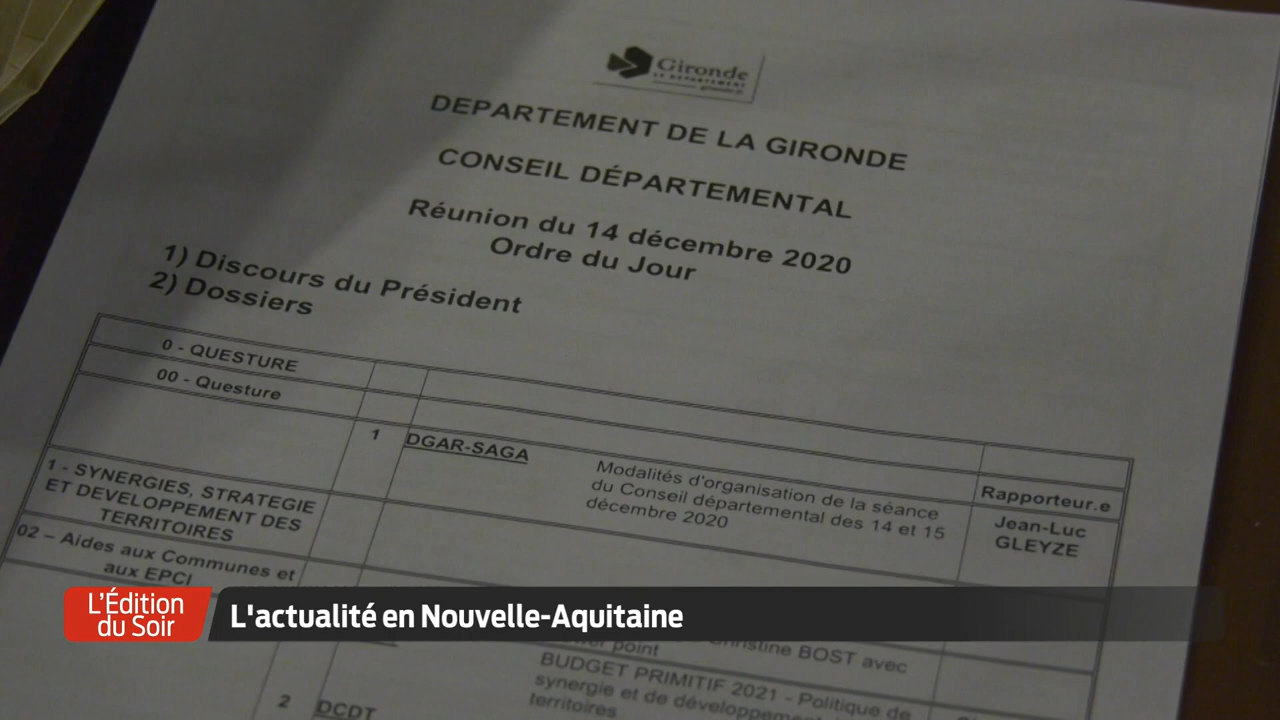 Gironde
LE DEPARTEMENT
gironde.fr
DEPARTEMENT DE LA GIRONDE
CONSEIL DÉPARTEMENTAL
Réunion du 14 décembre 2020
Ordre du Jour
1) Discours du Président
2) Dossiers
0 - QUESTURE
00 - Questure
Rapporteur.e
1
DGAR-SAGA
Modalités d'organisation de la séance
du Conseil départemental des 14 et 15
décembre 2020
Jean-Luc
GLEYZE
1 - SYNERGIES, STRATEGIE
ET DEVELOPPEMENT DES
TERRITOIRES
02 – Aides aux Communes et
aux EPCI
L'Édition
du Soir
L'actualité en Nouvelle-Aquitaine
BOST avec
point
2
DCDT
BUDGET PRIMITIF 2021 - Politique de
synergie et de développement
territoires